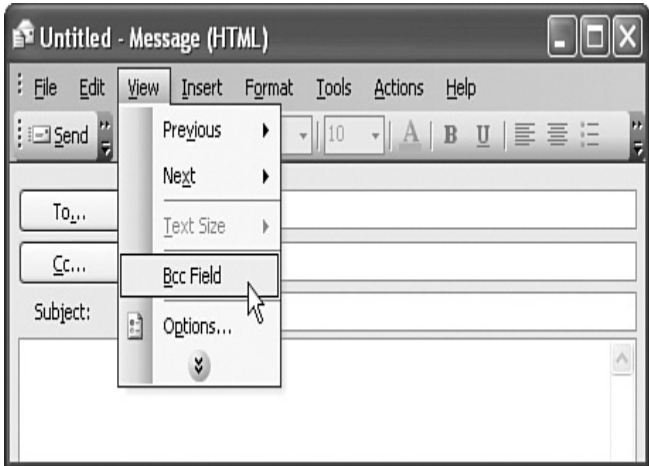 Untitled - Message (HTML)
File Edit View Insert Format Tools Actions Help
Send 10 A B U
Previous
Next
To...
Text Size
Cc...
Bcc Field
Subject:
Options...